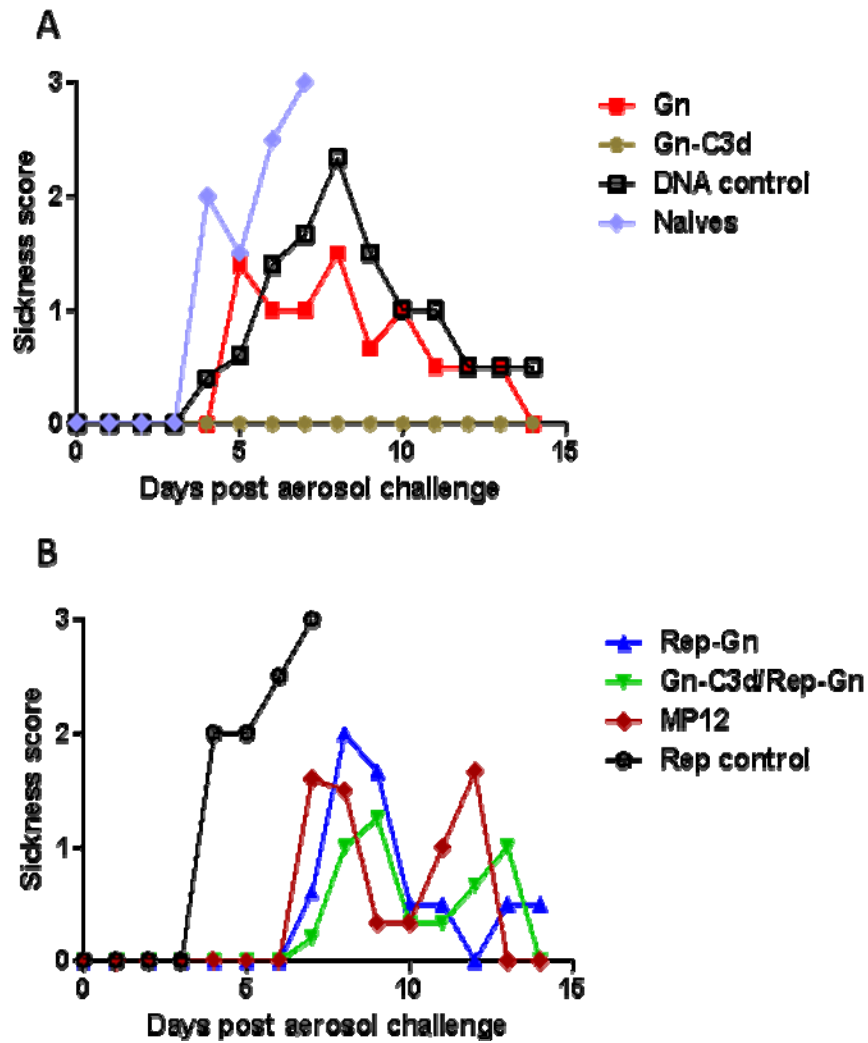 A
3
2
1
0
Sickness score
0
5
10
15
Days post aerosol challenge
Gn
Gn-C3d
DNA control
Naives
B
3
2
1
0
Sickness score
0
5
10
15
Days post aerosol challenge
Rep-Gn
Gn-C3d/Rep-Gn
MP12
Rep control